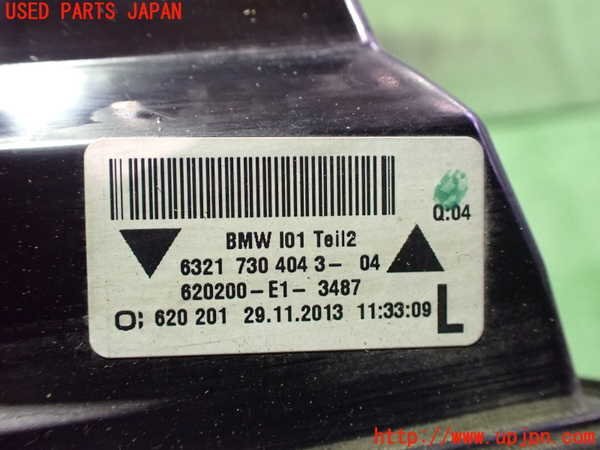 USED PARTS JAPAN
Q:04
BMW I01 Teil2
6321 730 404 3- 04
620200-E1- 3487
O; 620 201 29.11.2013 11:33:09 L
http://www.upjpn.com